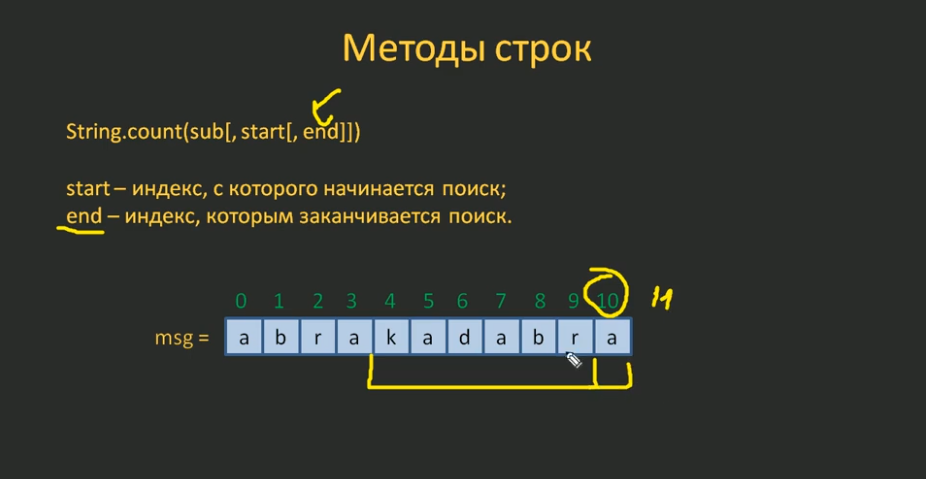 Методы строк
String.count(sub[, start[, end]])
start – индекс, с которого начинается поиск;
end – индекс, которым заканчивается поиск.
0 1 2 3 4 5 6 7 8 9 10 11
msg = a b r a k a d a b r a